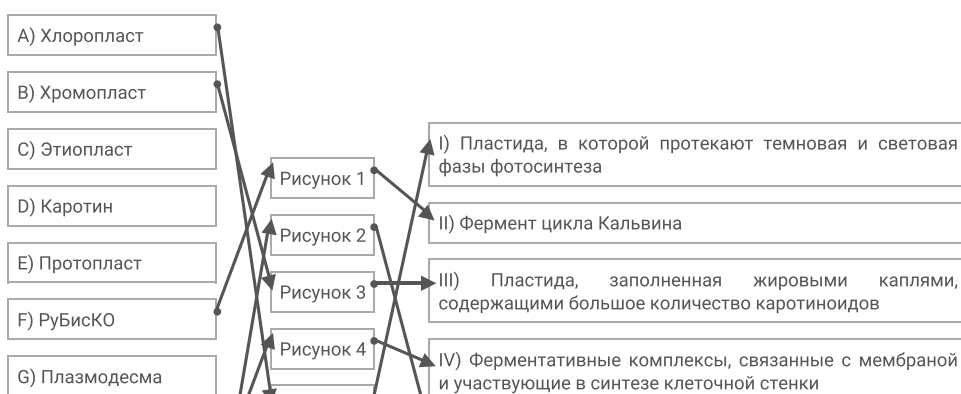 A) Хлоропласт
B) Хромопласт
C) Этиопласт
D) Каротин
E) Протопласт
F) РуБисКО
G) Плазмодесма
Рисунок 1
Рисунок 2
Рисунок 3
Рисунок 4
I) Пластида, в которой протекают темновая и световая
фазы фотосинтеза
II) Фермент цикла Кальвина
III) Пластида, заполненная жировыми каплями,
содержащими большое количество каротиноидов
IV) Ферментативные комплексы, связанные с мембраной
и участвующие в синтезе клеточной стенки